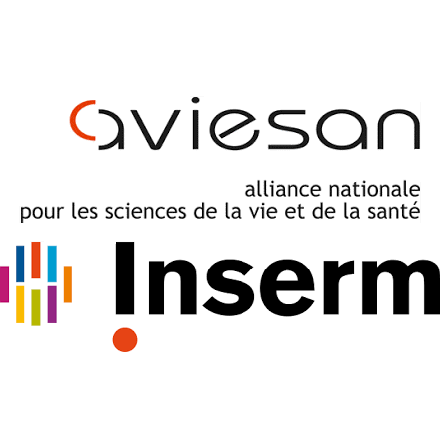 aviesan
alliance nationale
pour les sciences de la vie et de la santé
Inserm